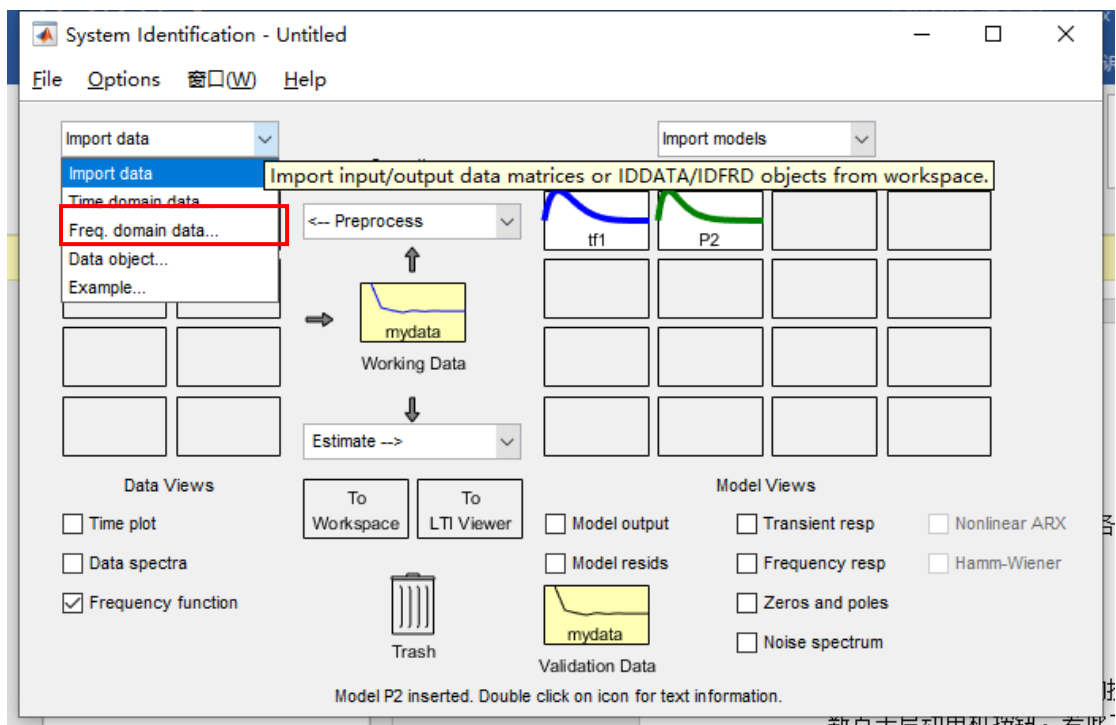 System Identification - Untitled
File Options 窗口(W) Help
Import data
Import models
Import data
Import input/output data matrices or IDDATA/IDFRD objects from workspace.
Time domain data
Freq. domain data...
Data object...
Example...
<-- Preprocess
tf1
P2
mydata
Working Data
Estimate -->
Data Views
To Workspace
To LTI Viewer
Model Views
Time plot
Model output
Transient resp
Nonlinear ARX
Data spectra
Model resids
Frequency resp
Hamm-Wiener
Frequency function
Zeros and poles
mydata
Noise spectrum
Trash
Validation Data
Model P2 inserted. Double click on icon for text information.